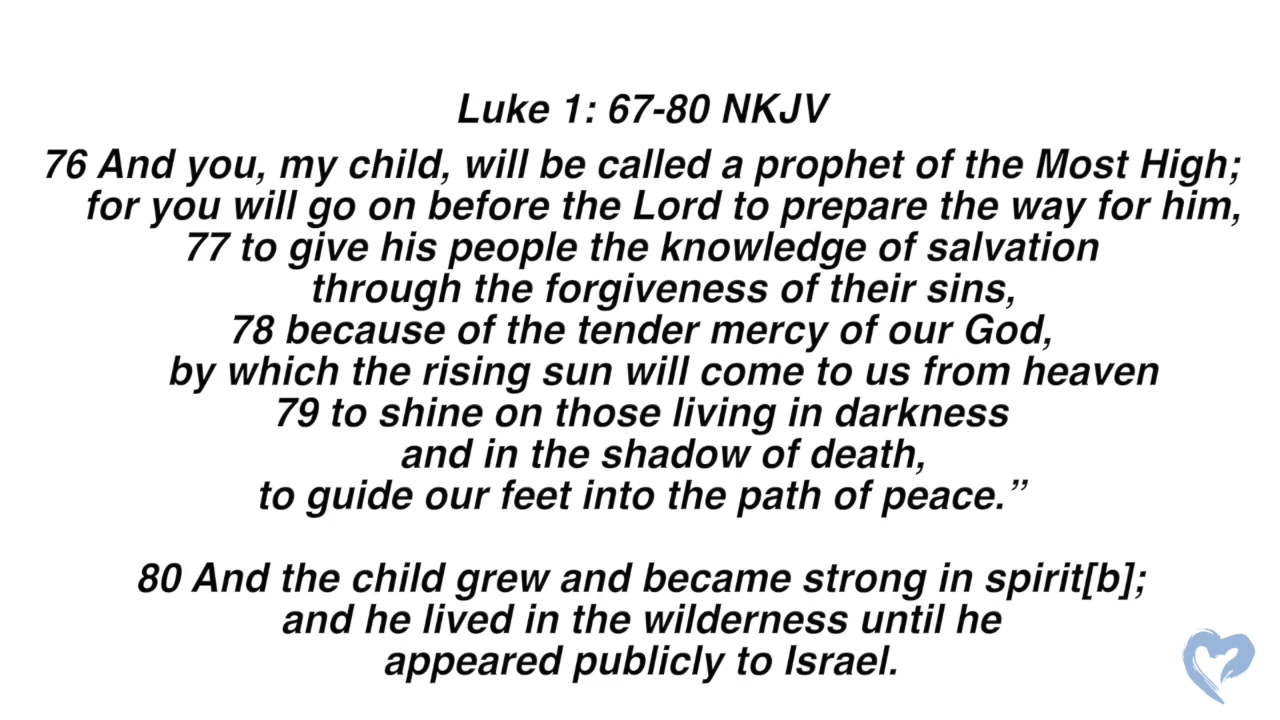 Luke 1: 67-80 NKJV
76 And you, my child, will be called a prophet of the Most High;
for you will go on before the Lord to prepare the way for him,
77 to give his people the knowledge of salvation
through the forgiveness of their sins,
78 because of the tender mercy of our God,
by which the rising sun will come to us from heaven
79 to shine on those living in darkness
and in the shadow of death,
to guide our feet into the path of peace.”
80 And the child grew and became strong in spirit[b];
and he lived in the wilderness until he
appeared publicly to Israel.